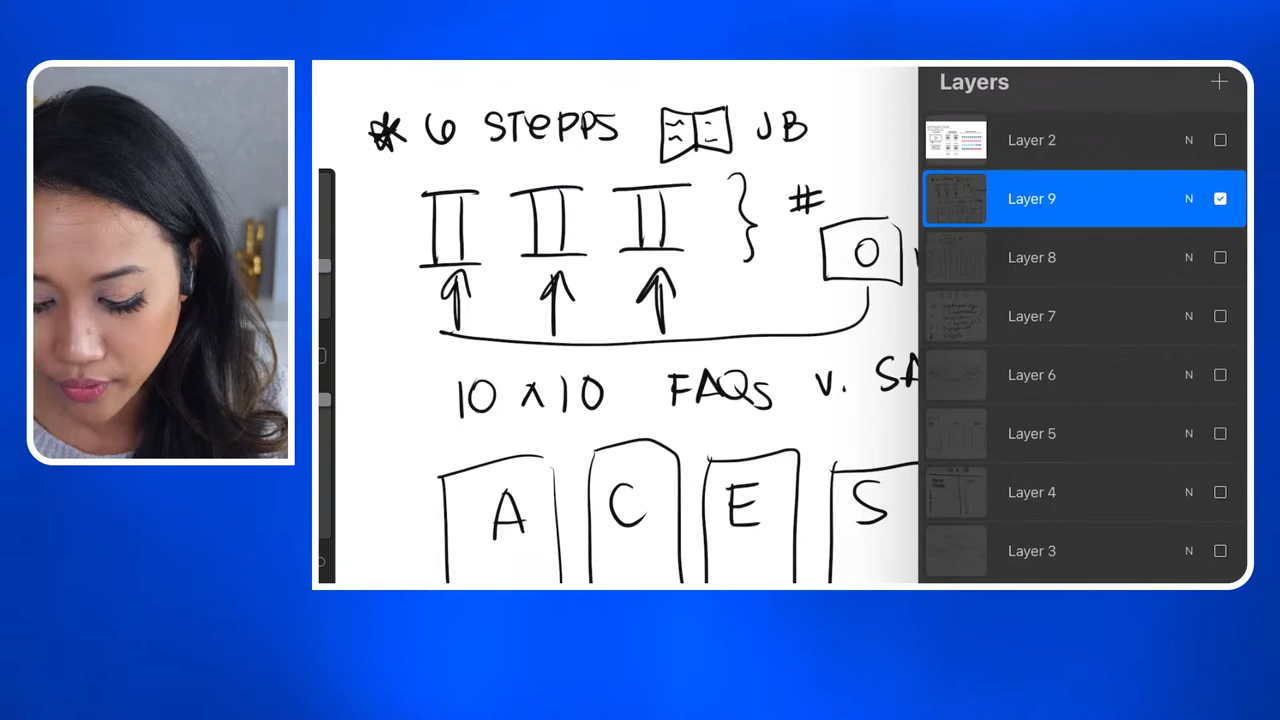 * 6 STEPPS JB
#
O
10 x 10 FAQs v. SA
A C E S
Layers +
Layer 2 N
Layer 9 N
Layer 8 N
Layer 7 N
Layer 6 N
Layer 5 N
Layer 4 N
Layer 3 N